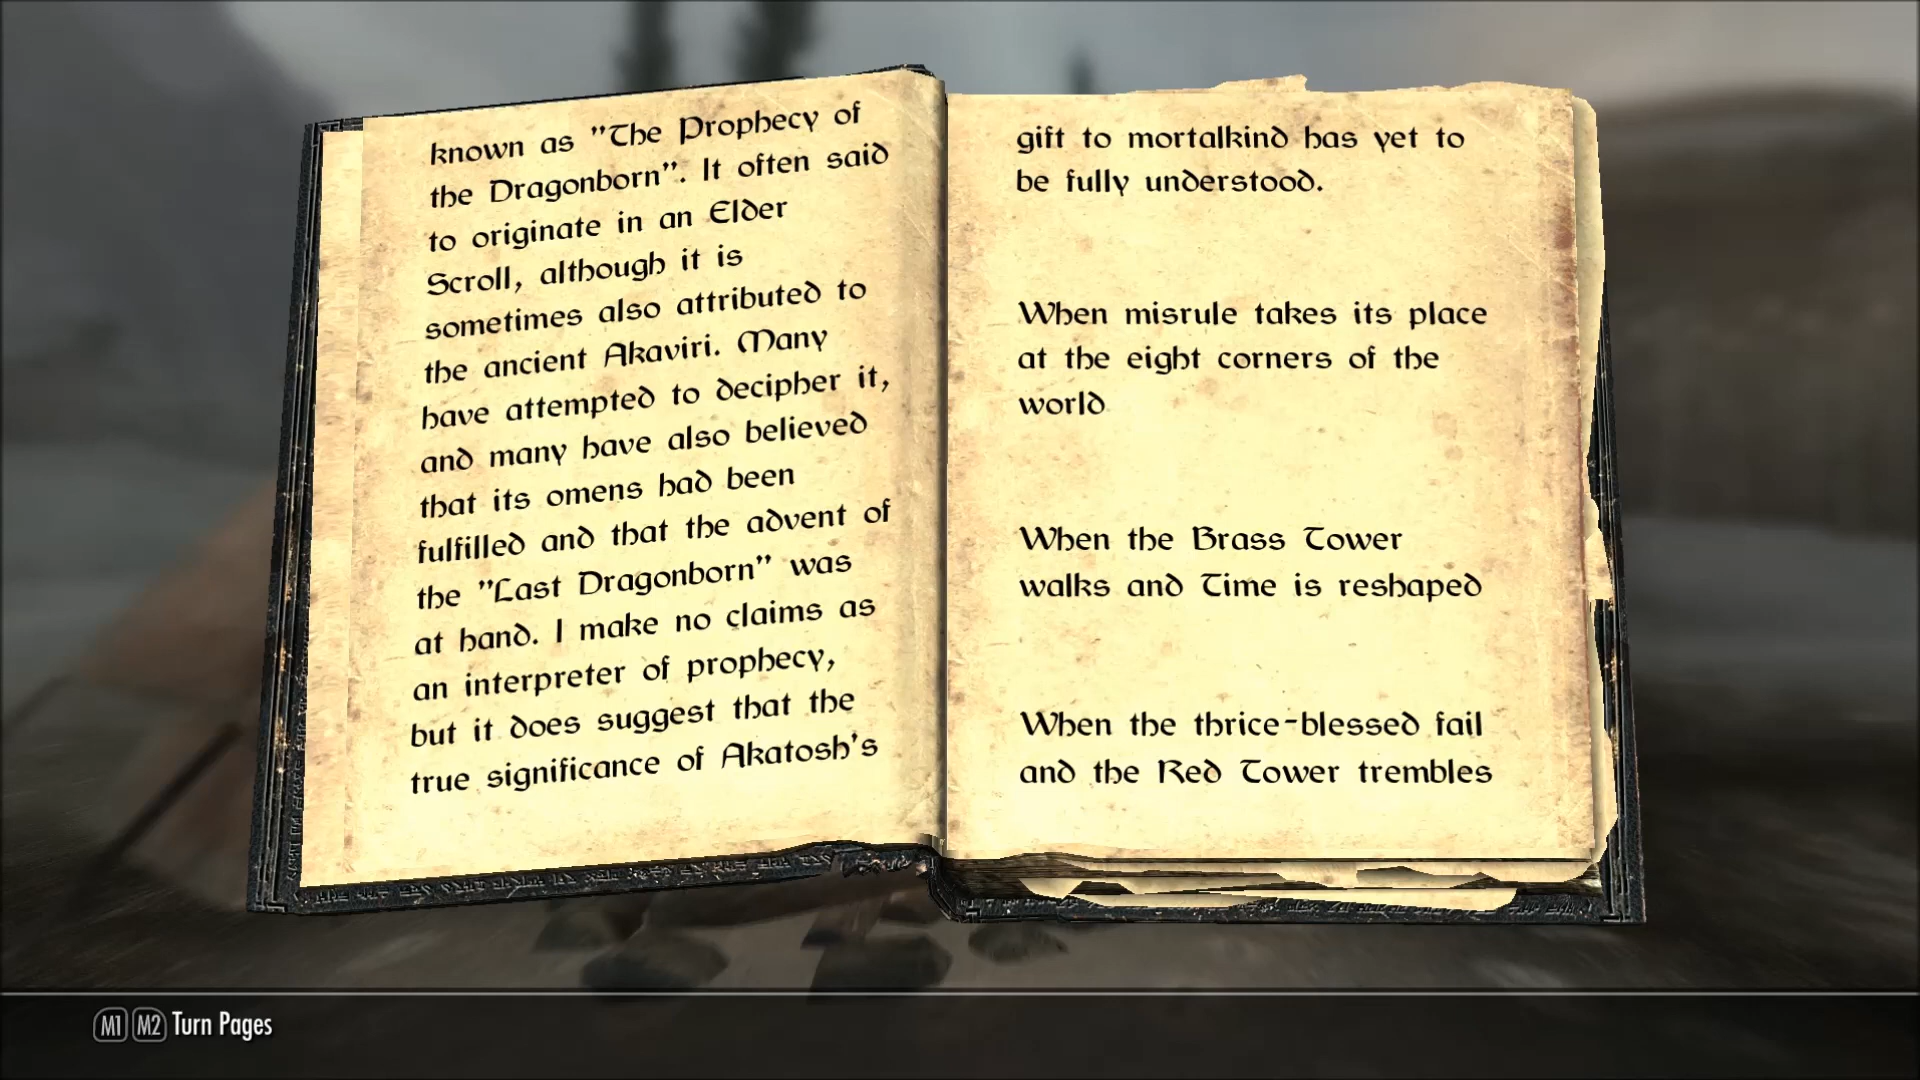 known as "The Prophecy of
the Dragonborn". It often said
to originate in an Elder
Scroll, although it is
sometimes also attributed to
the ancient Akaviri. Many
have attempted to decipher it,
and many have also believed
that its omens had been
fulfilled and that the advent of
the "Last Dragonborn" was
at hand. I make no claims as
an interpreter of prophecy,
but it does suggest that the
true significance of Akatosh's
gift to mortalkind has yet to
be fully understood.
When misrule takes its place
at the eight corners of the
world
When the Brass Tower
walks and Time is reshaped
When the thrice-blessed fail
and the Red Tower trembles
M1 M2 Turn Pages